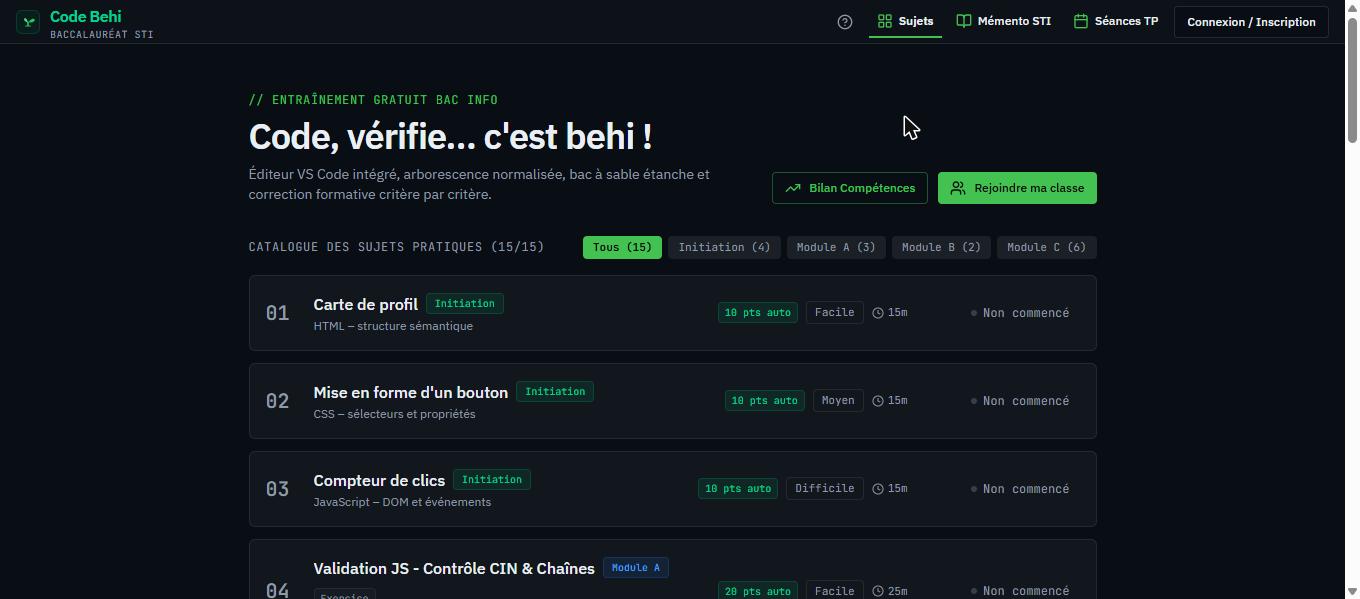 Code Behi
BACCALAURÉAT STI
Sujets
Mémento STI
Séances TP
Connexion / Inscription
// ENTRAÎNEMENT GRATUIT BAC INFO
Code, vérifie... c'est behi !
Éditeur VS Code intégré, arborescence normalisée, bac à sable étanche et
correction formative critère par critère.
Bilan Compétences
Rejoindre ma classe
CATALOGUE DES SUJETS PRATIQUES (15/15)
Tous (15)
Initiation (4)
Module A (3)
Module B (2)
Module C (6)
01
Carte de profil
Initiation
HTML – structure sémantique
10 pts auto
Facile
15m
Non commencé
02
Mise en forme d'un bouton
Initiation
CSS – sélecteurs et propriétés
10 pts auto
Moyen
15m
Non commencé
03
Compteur de clics
Initiation
JavaScript – DOM et événements
10 pts auto
Difficile
15m
Non commencé
04
Validation JS - Contrôle CIN & Chaînes
Module A
Exercice
20 pts auto
Facile
25m
Non commencé